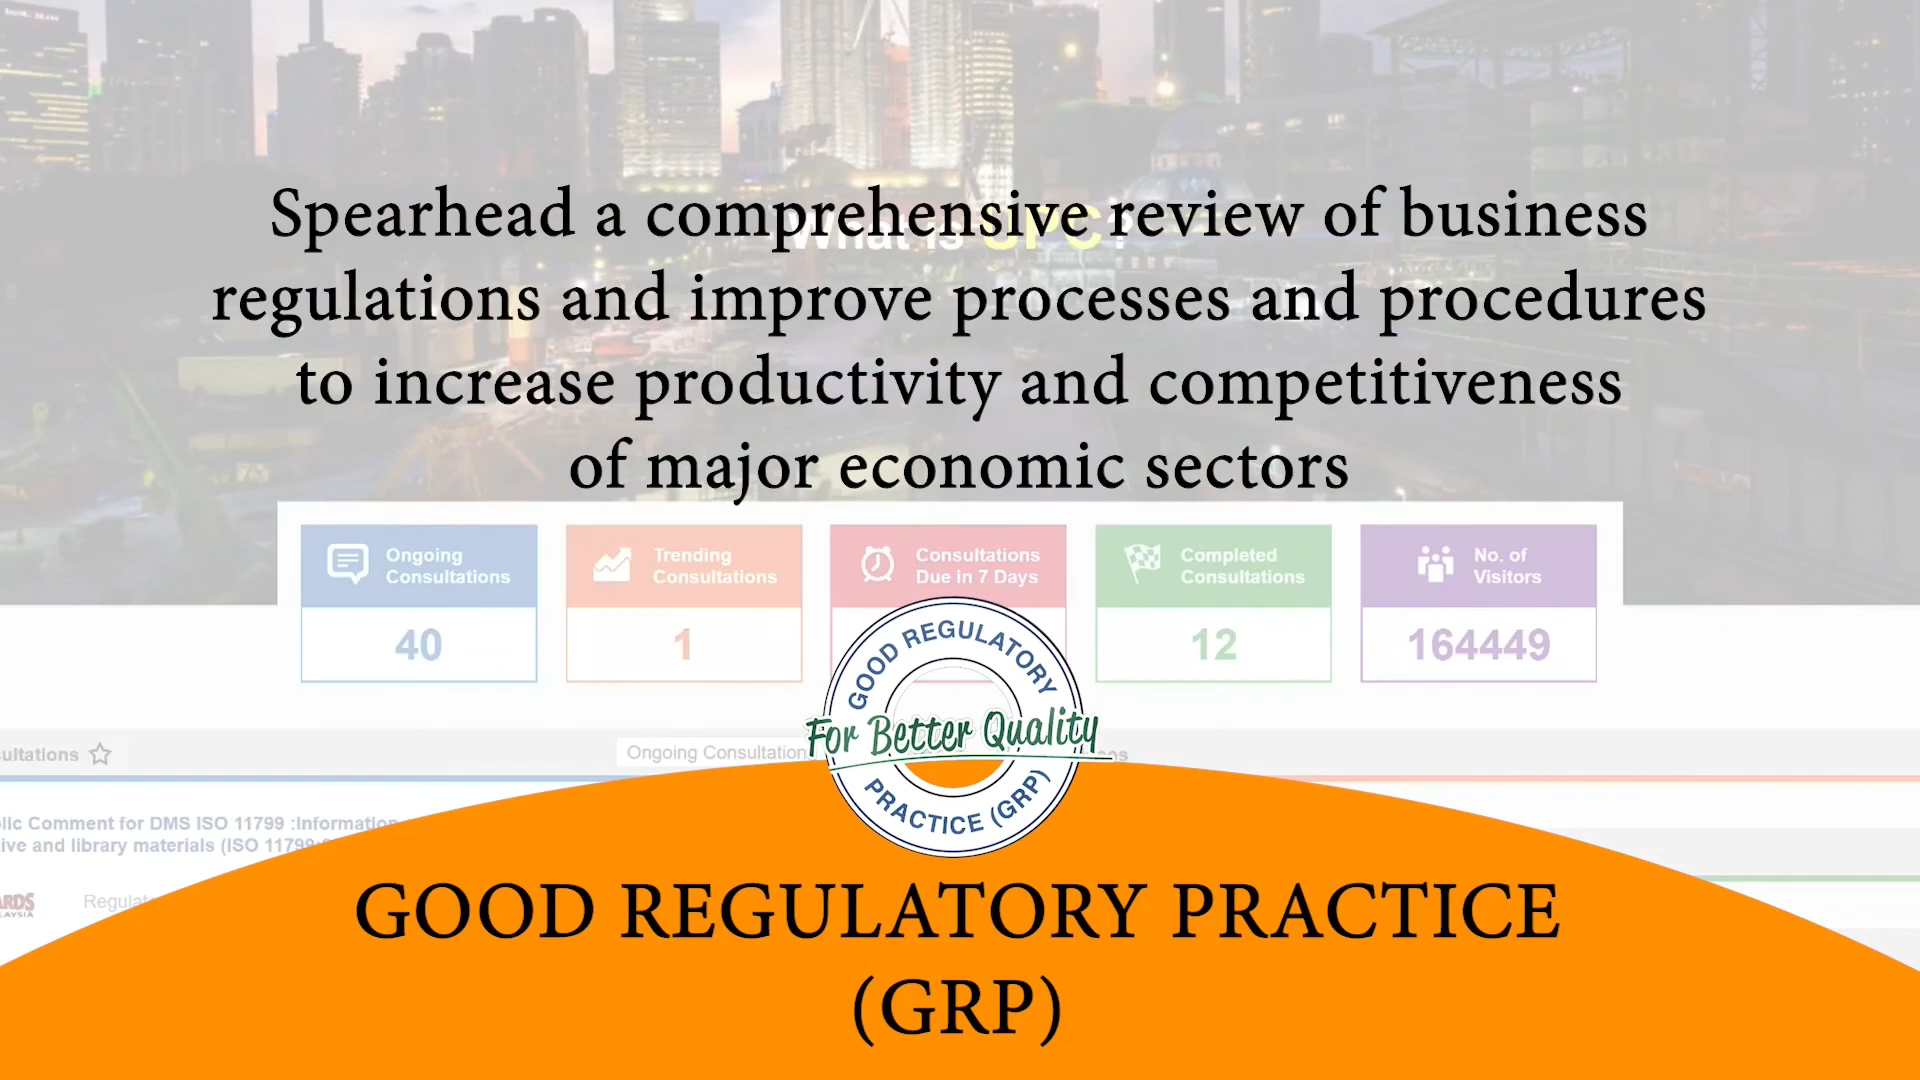 What is UPC?
Spearhead a comprehensive review of business
regulations and improve processes and procedures
to increase productivity and competitiveness
of major economic sectors
Ongoing
Consultations
40
Trending
Consultations
1
Consultations
Due in 7 Days
Completed
Consultations
12
No. of
Visitors
164449
GOOD REGULATORY
For Better Quality
PRACTICE (GRP)
Ongoing Consultation
lic Comment for DMS ISO 11799 :Information
ive and library materials (ISO 11799
GOOD REGULATORY PRACTICE
(GRP)